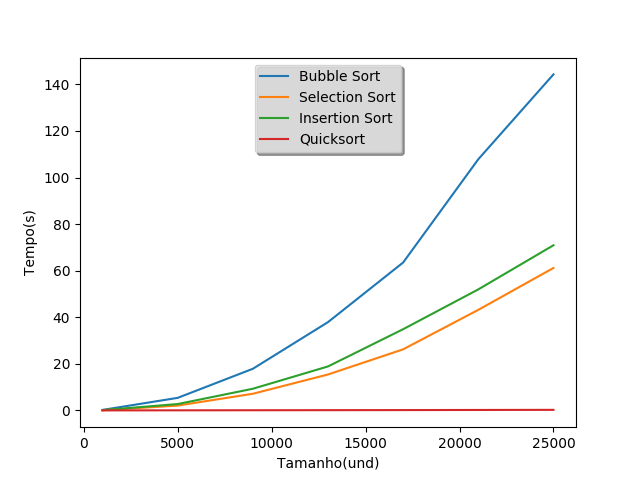 Bubble Sort
Selection Sort
Insertion Sort
Quicksort
140
120
100
80
60
40
20
0
Tempo(s)
0 5000 10000 15000 20000 25000
Tamanho(und)